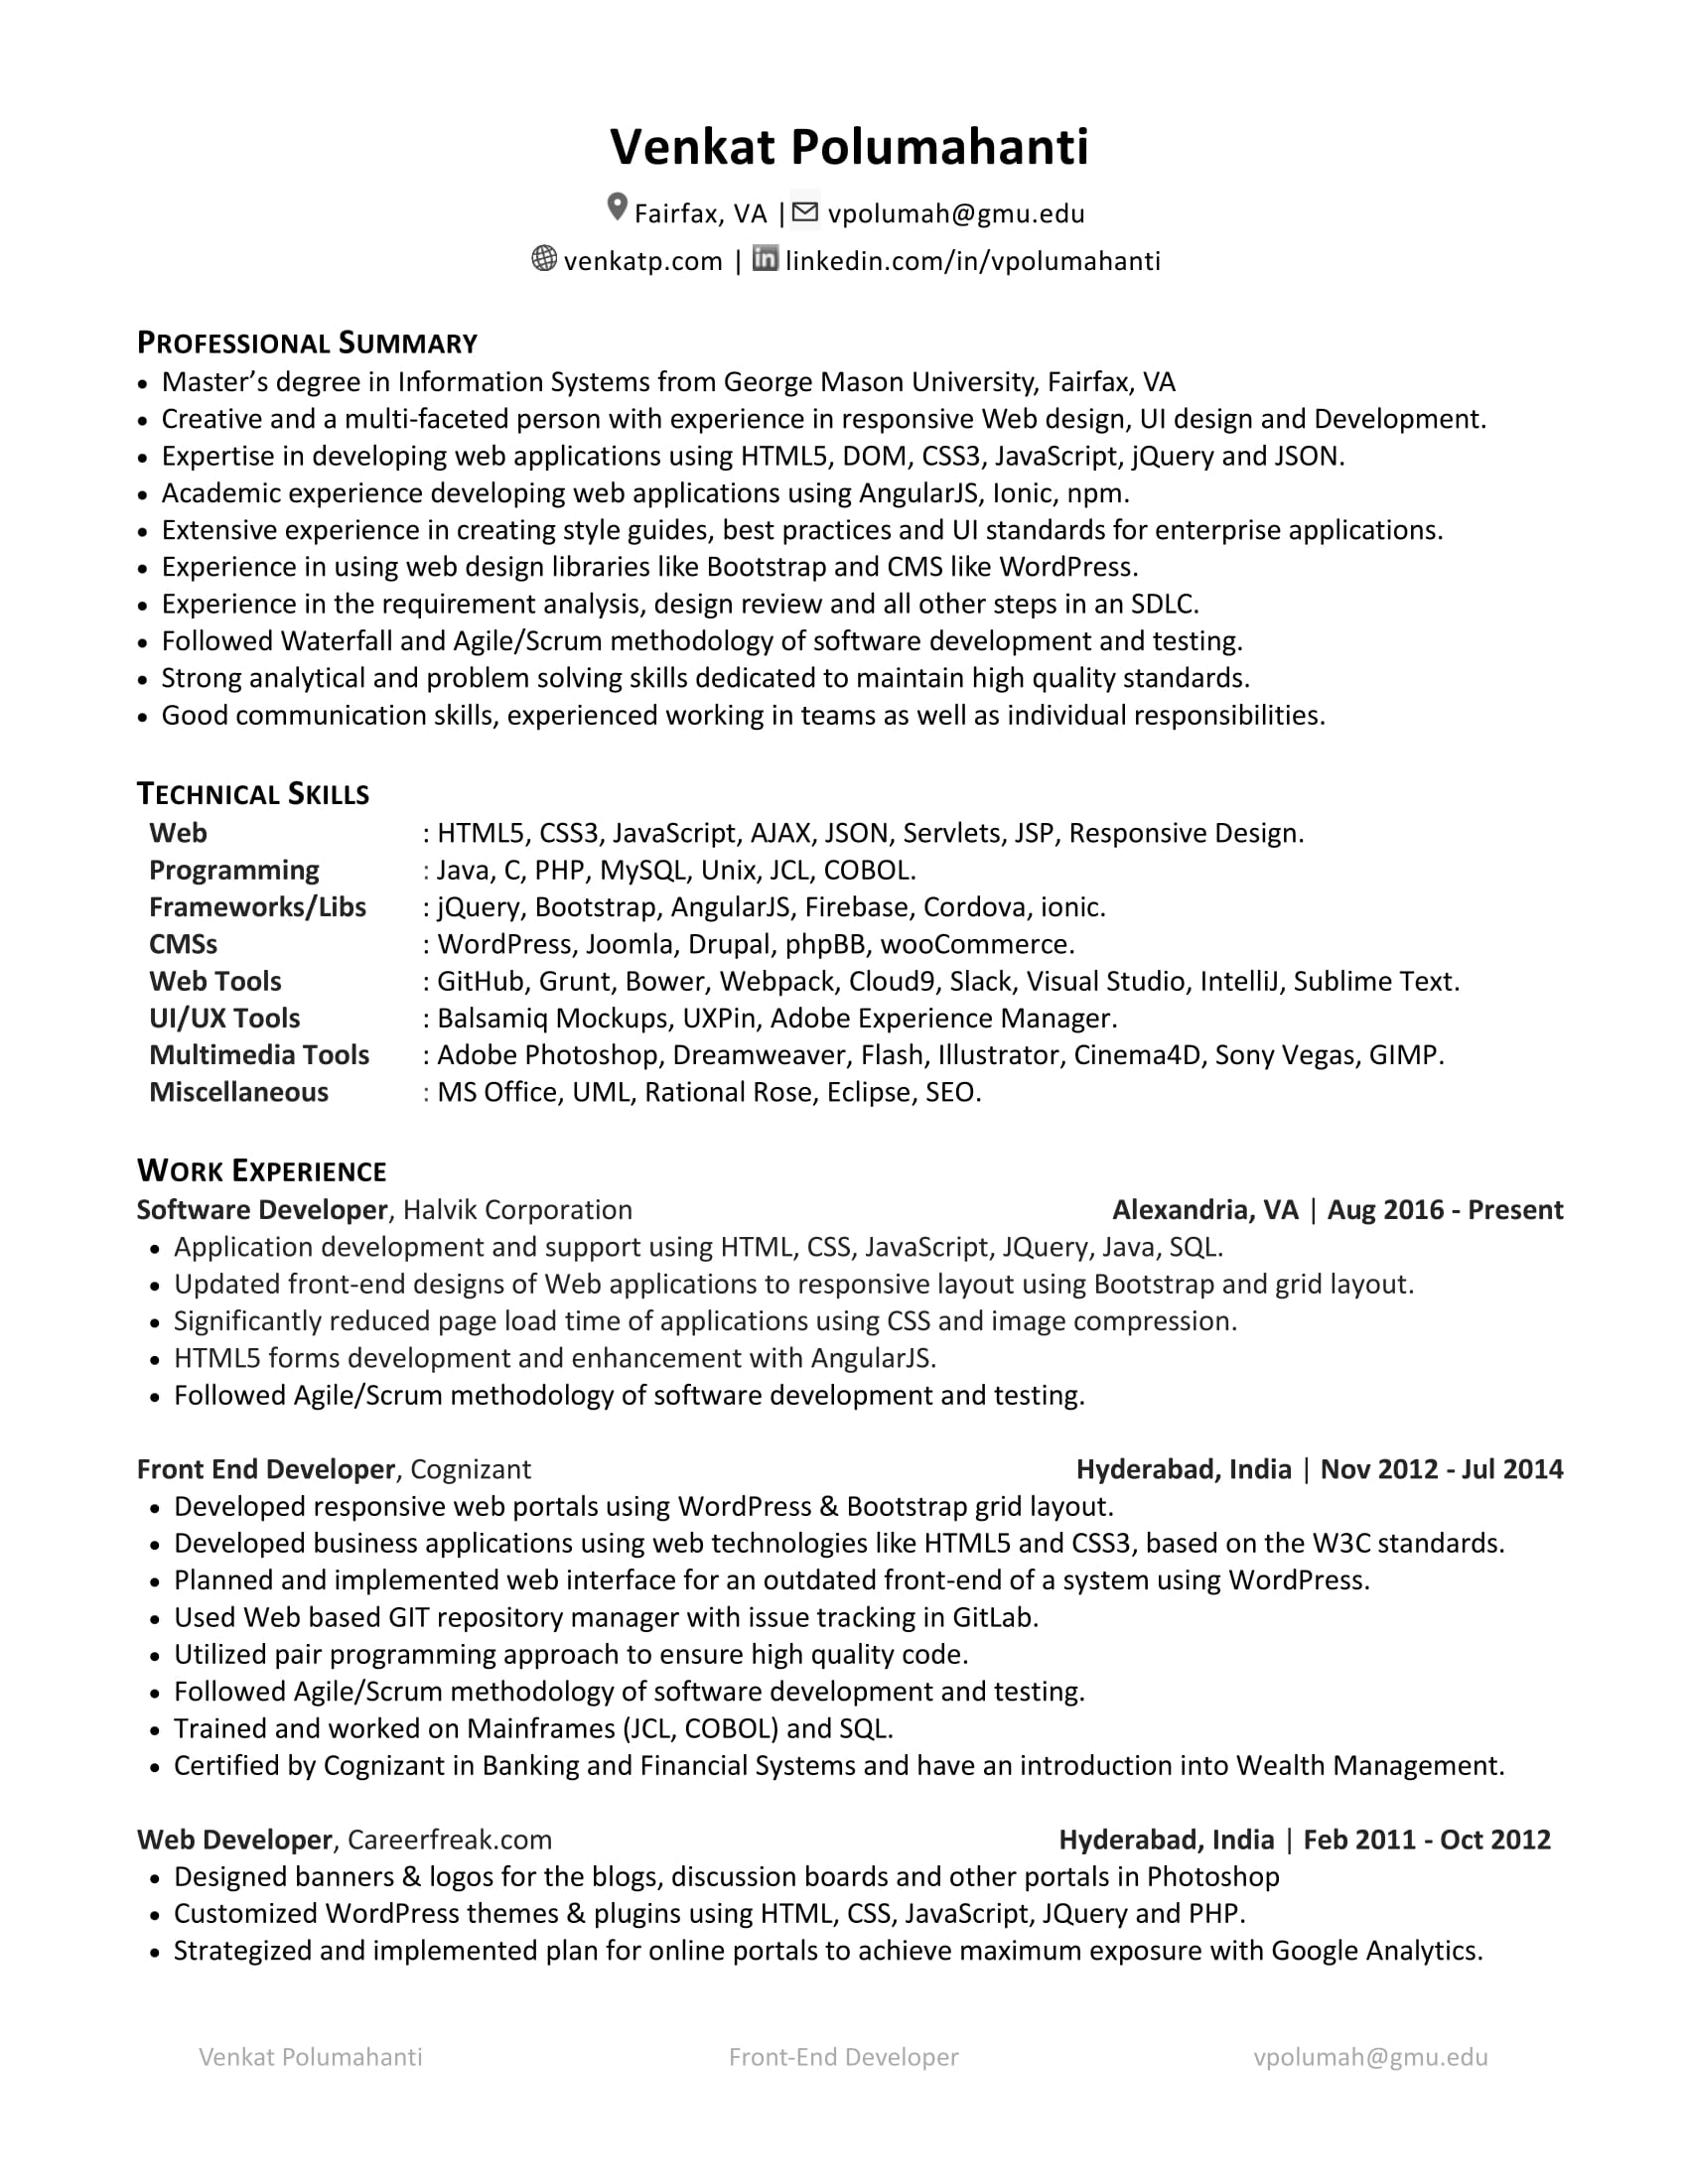 Venkat Polumahanti
Fairfax, VA | vpolumah@gmu.edu
venkatp.com | in linkedin.com/in/vpolumahanti
PROFESSIONAL SUMMARY
• Master’s degree in Information Systems from George Mason University, Fairfax, VA
• Creative and a multi-faceted person with experience in responsive Web design, UI design and Development.
• Expertise in developing web applications using HTML5, DOM, CSS3, JavaScript, jQuery and JSON.
• Academic experience developing web applications using AngularJS, Ionic, npm.
• Extensive experience in creating style guides, best practices and UI standards for enterprise applications.
• Experience in using web design libraries like Bootstrap and CMS like WordPress.
• Experience in the requirement analysis, design review and all other steps in an SDLC.
• Followed Waterfall and Agile/Scrum methodology of software development and testing.
• Strong analytical and problem solving skills dedicated to maintain high quality standards.
• Good communication skills, experienced working in teams as well as individual responsibilities.
TECHNICAL SKILLS
Web : HTML5, CSS3, JavaScript, AJAX, JSON, Servlets, JSP, Responsive Design.
Programming : Java, C, PHP, MySQL, Unix, JCL, COBOL.
Frameworks/Libs : jQuery, Bootstrap, AngularJS, Firebase, Cordova, ionic.
CMSs : WordPress, Joomla, Drupal, phpBB, wooCommerce.
Web Tools : GitHub, Grunt, Bower, Webpack, Cloud9, Slack, Visual Studio, IntelliJ, Sublime Text.
UI/UX Tools : Balsamiq Mockups, UXPin, Adobe Experience Manager.
Multimedia Tools : Adobe Photoshop, Dreamweaver, Flash, Illustrator, Cinema4D, Sony Vegas, GIMP.
Miscellaneous : MS Office, UML, Rational Rose, Eclipse, SEO.
WORK EXPERIENCE
Software Developer, Halvik Corporation Alexandria, VA | Aug 2016 - Present
• Application development and support using HTML, CSS, JavaScript, JQuery, Java, SQL.
• Updated front-end designs of Web applications to responsive layout using Bootstrap and grid layout.
• Significantly reduced page load time of applications using CSS and image compression.
• HTML5 forms development and enhancement with AngularJS.
• Followed Agile/Scrum methodology of software development and testing.
Front End Developer, Cognizant Hyderabad, India | Nov 2012 - Jul 2014
• Developed responsive web portals using WordPress & Bootstrap grid layout.
• Developed business applications using web technologies like HTML5 and CSS3, based on the W3C standards.
• Planned and implemented web interface for an outdated front-end of a system using WordPress.
• Used Web based GIT repository manager with issue tracking in GitLab.
• Utilized pair programming approach to ensure high quality code.
• Followed Agile/Scrum methodology of software development and testing.
• Trained and worked on Mainframes (JCL, COBOL) and SQL.
• Certified by Cognizant in Banking and Financial Systems and have an introduction into Wealth Management.
Web Developer, Careerfreak.com Hyderabad, India | Feb 2011 - Oct 2012
• Designed banners & logos for the blogs, discussion boards and other portals in Photoshop
• Customized WordPress themes & plugins using HTML, CSS, JavaScript, JQuery and PHP.
• Strategized and implemented plan for online portals to achieve maximum exposure with Google Analytics.
Venkat Polumahanti Front-End Developer vpolumah@gmu.edu